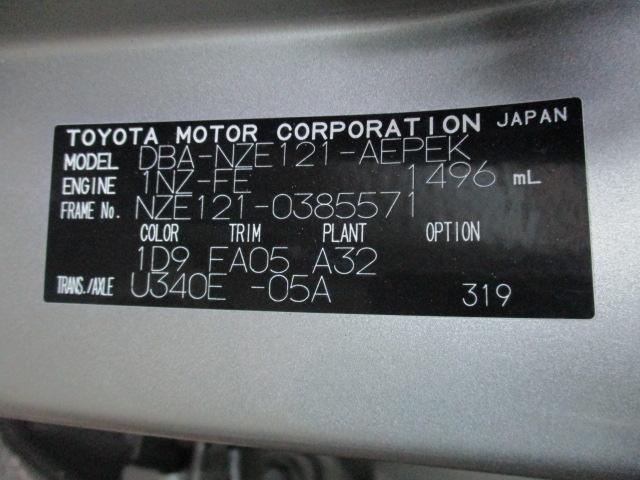 TOYOTA MOTOR CORPORATION JAPAN
MODEL DBA-NZE121-AEPEK
ENGINE 1NZ-FE 1496 mL
FRAME No. NZE121-0385571
COLOR TRIM PLANT OPTION
1D9 FA05 A32
TRANS./AXLE U340E -05A 319